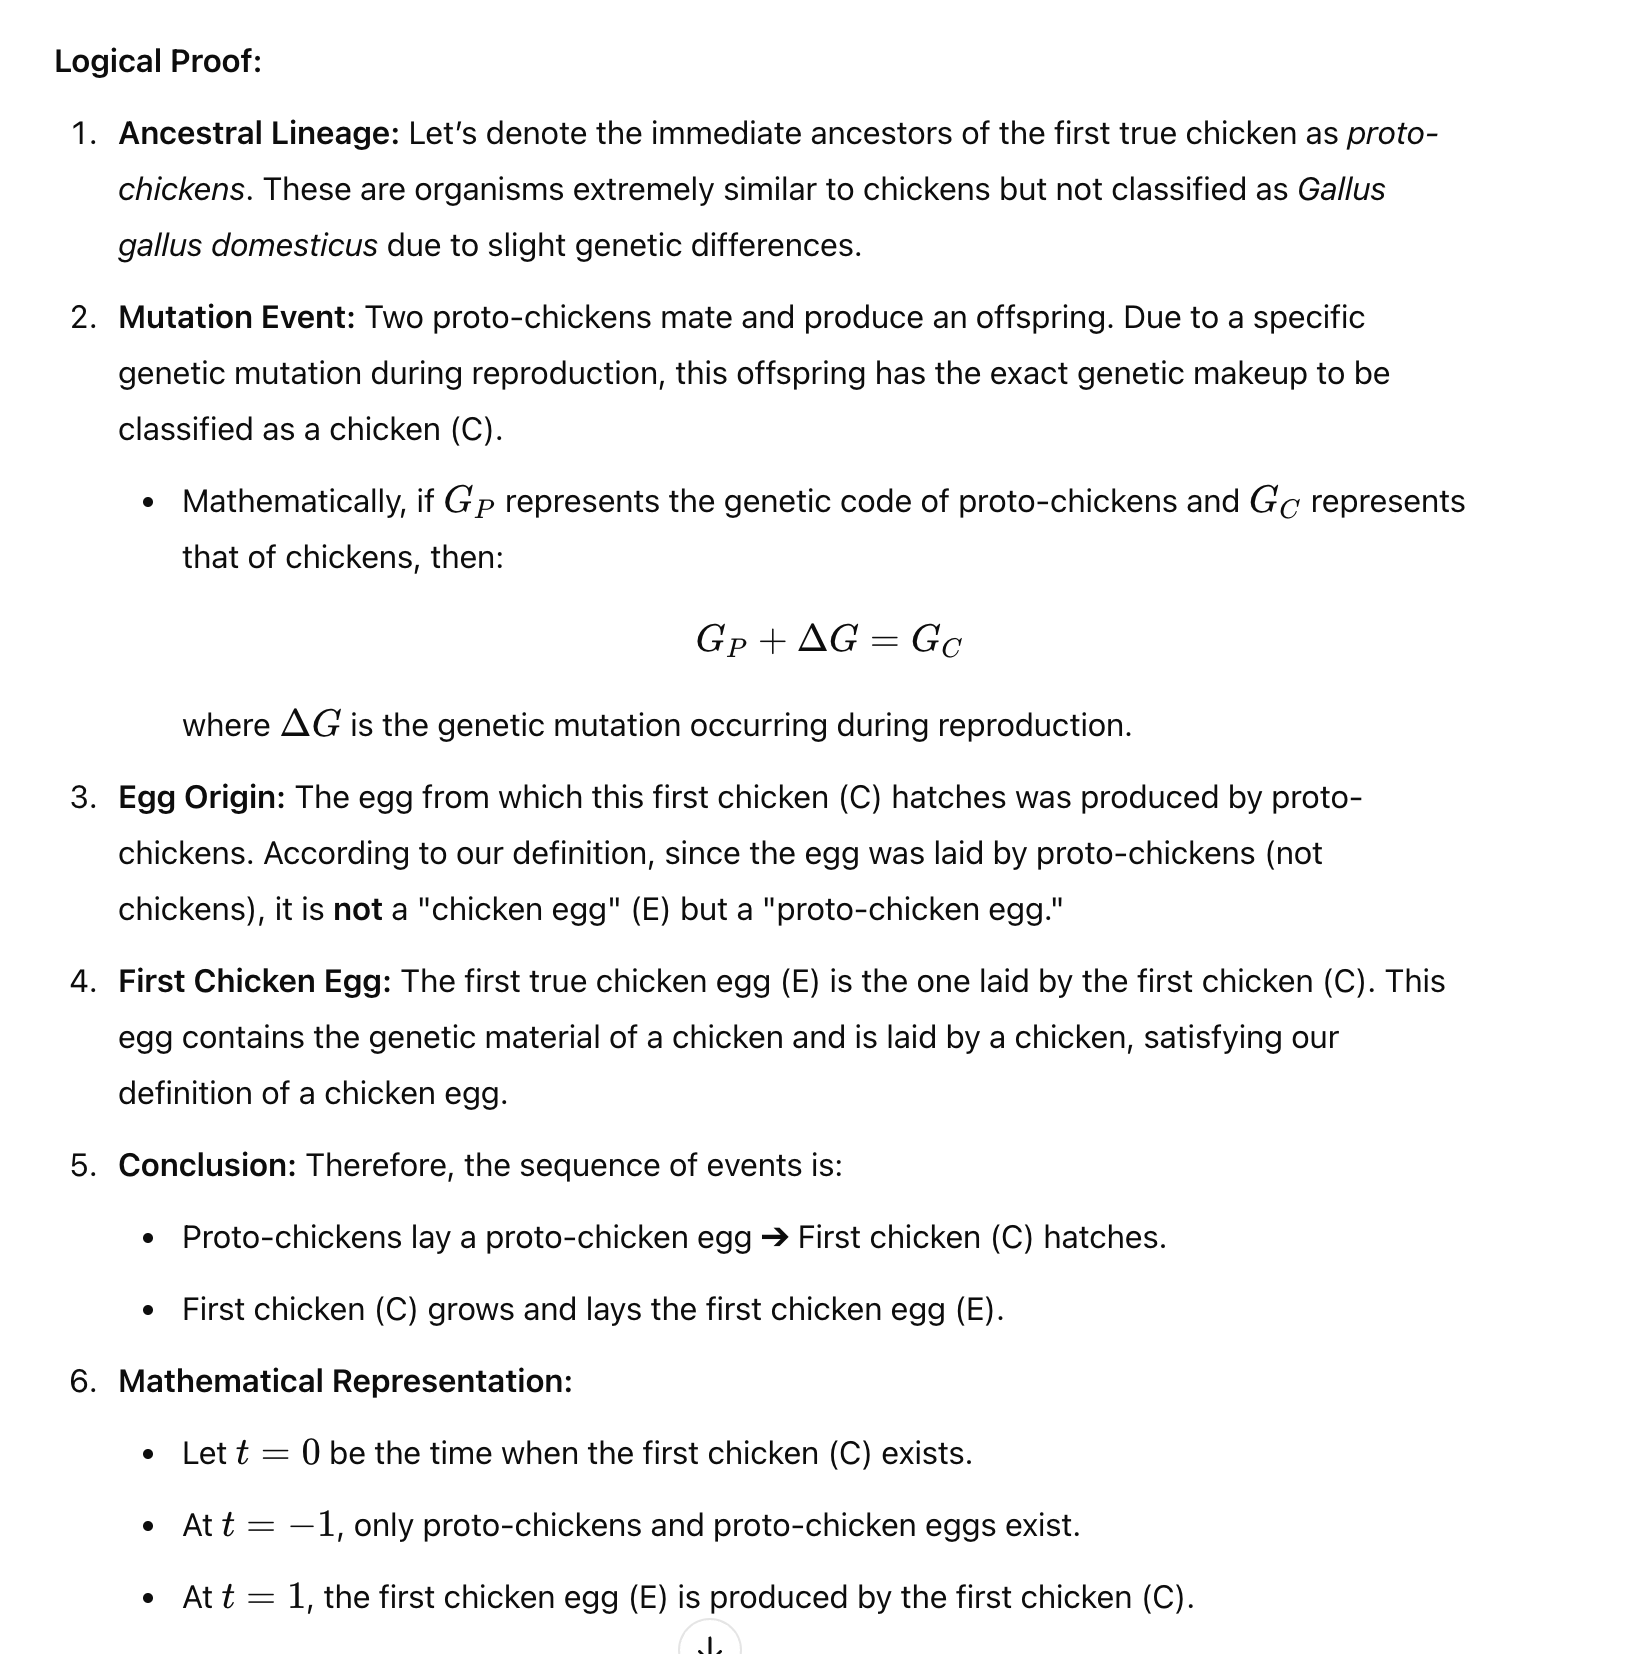 Logical Proof:
1. Ancestral Lineage: Let’s denote the immediate ancestors of the first true chicken as proto-
chickens. These are organisms extremely similar to chickens but not classified as Gallus
gallus domesticus due to slight genetic differences.
2. Mutation Event: Two proto-chickens mate and produce an offspring. Due to a specific
genetic mutation during reproduction, this offspring has the exact genetic makeup to be
classified as a chicken (C).
• Mathematically, if G_P represents the genetic code of proto-chickens and G_C represents
that of chickens, then:
G_P + ΔG = G_C
where ΔG is the genetic mutation occurring during reproduction.
3. Egg Origin: The egg from which this first chicken (C) hatches was produced by proto-
chickens. According to our definition, since the egg was laid by proto-chickens (not
chickens), it is not a "chicken egg" (E) but a "proto-chicken egg."
4. First Chicken Egg: The first true chicken egg (E) is the one laid by the first chicken (C). This
egg contains the genetic material of a chicken and is laid by a chicken, satisfying our
definition of a chicken egg.
5. Conclusion: Therefore, the sequence of events is:
• Proto-chickens lay a proto-chicken egg ➔ First chicken (C) hatches.
• First chicken (C) grows and lays the first chicken egg (E).
6. Mathematical Representation:
• Let t = 0 be the time when the first chicken (C) exists.
• At t = −1, only proto-chickens and proto-chicken eggs exist.
• At t = 1, the first chicken egg (E) is produced by the first chicken (C).